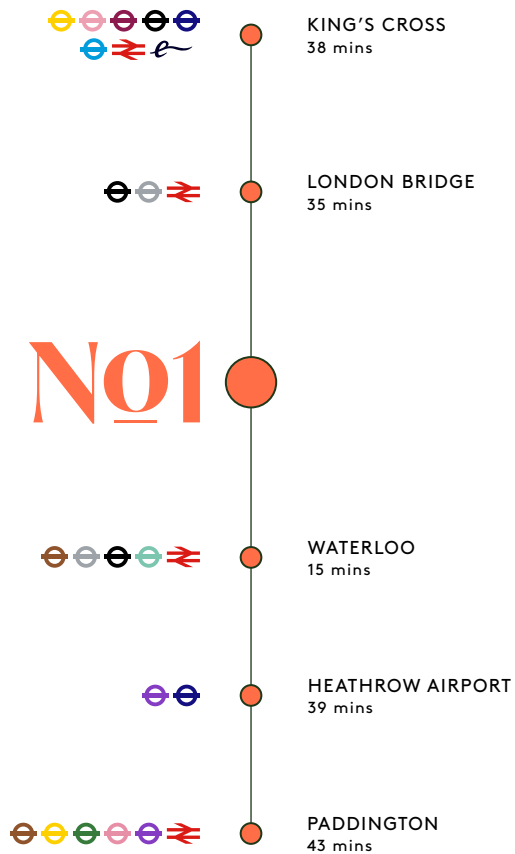 KING'S CROSS
38 mins
e
LONDON BRIDGE
35 mins
No1
WATERLOO
15 mins
HEATHROW AIRPORT
39 mins
PADDINGTON
43 mins